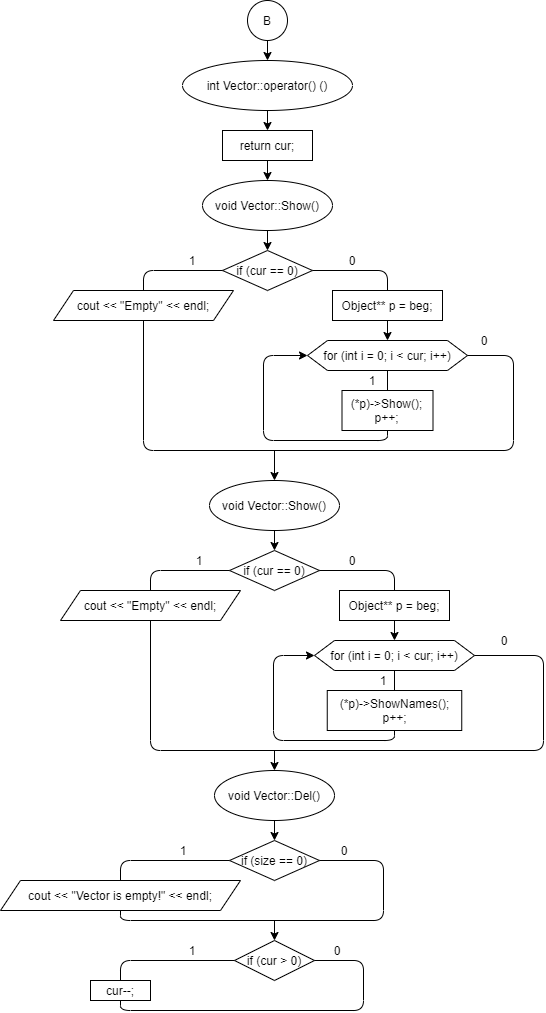 B
int Vector::operator() ()
return cur;
void Vector::Show()
if (cur == 0)
1
0
cout << "Empty" << endl;
Object** p = beg;
for (int i = 0; i < cur; i++)
0
1
(*p)->Show();
p++;
void Vector::Show()
if (cur == 0)
1
0
cout << "Empty" << endl;
Object** p = beg;
for (int i = 0; i < cur; i++)
0
1
(*p)->ShowNames();
p++;
void Vector::Del()
1
if (size == 0)
0
cout << "Vector is empty!" << endl;
1
if (cur > 0)
0
cur--;